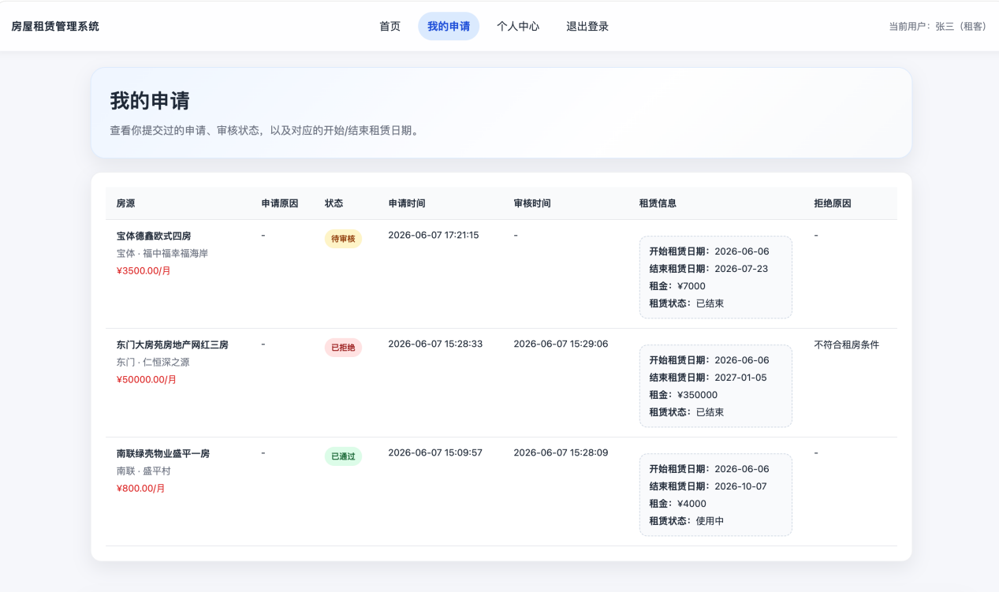 房屋租赁管理系统
首页
我的申请
个人中心
退出登录
当前用户：张三（租客）
我的申请
查看你提交过的申请、审核状态，以及对应的开始/结束租赁日期。
房源 申请原因 状态 申请时间 审核时间 租赁信息 拒绝原因
宝体德鑫欧式四房
宝体 · 福中福幸福海岸
¥3500.00/月
-
待审核
2026-06-07 17:21:15
-
开始租赁日期：2026-06-06
结束租赁日期：2026-07-23
租金：¥7000
租赁状态：已结束
-
东门大房苑房地产网红三房
东门 · 仁恒深之源
¥50000.00/月
-
已拒绝
2026-06-07 15:28:33
2026-06-07 15:29:06
开始租赁日期：2026-06-06
结束租赁日期：2027-01-05
租金：¥350000
租赁状态：已结束
不符合租房条件
南联绿壳物业盛平一房
南联 · 盛平村
¥800.00/月
-
已通过
2026-06-07 15:09:57
2026-06-07 15:28:09
开始租赁日期：2026-06-06
结束租赁日期：2026-10-07
租金：¥4000
租赁状态：使用中
-